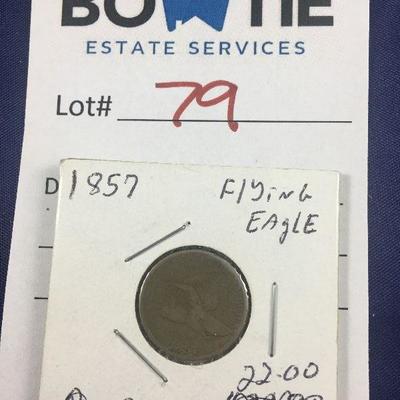 BOWTIE
ESTATE SERVICES
Lot# 79
D
1857 Flying
EAglE
22.00